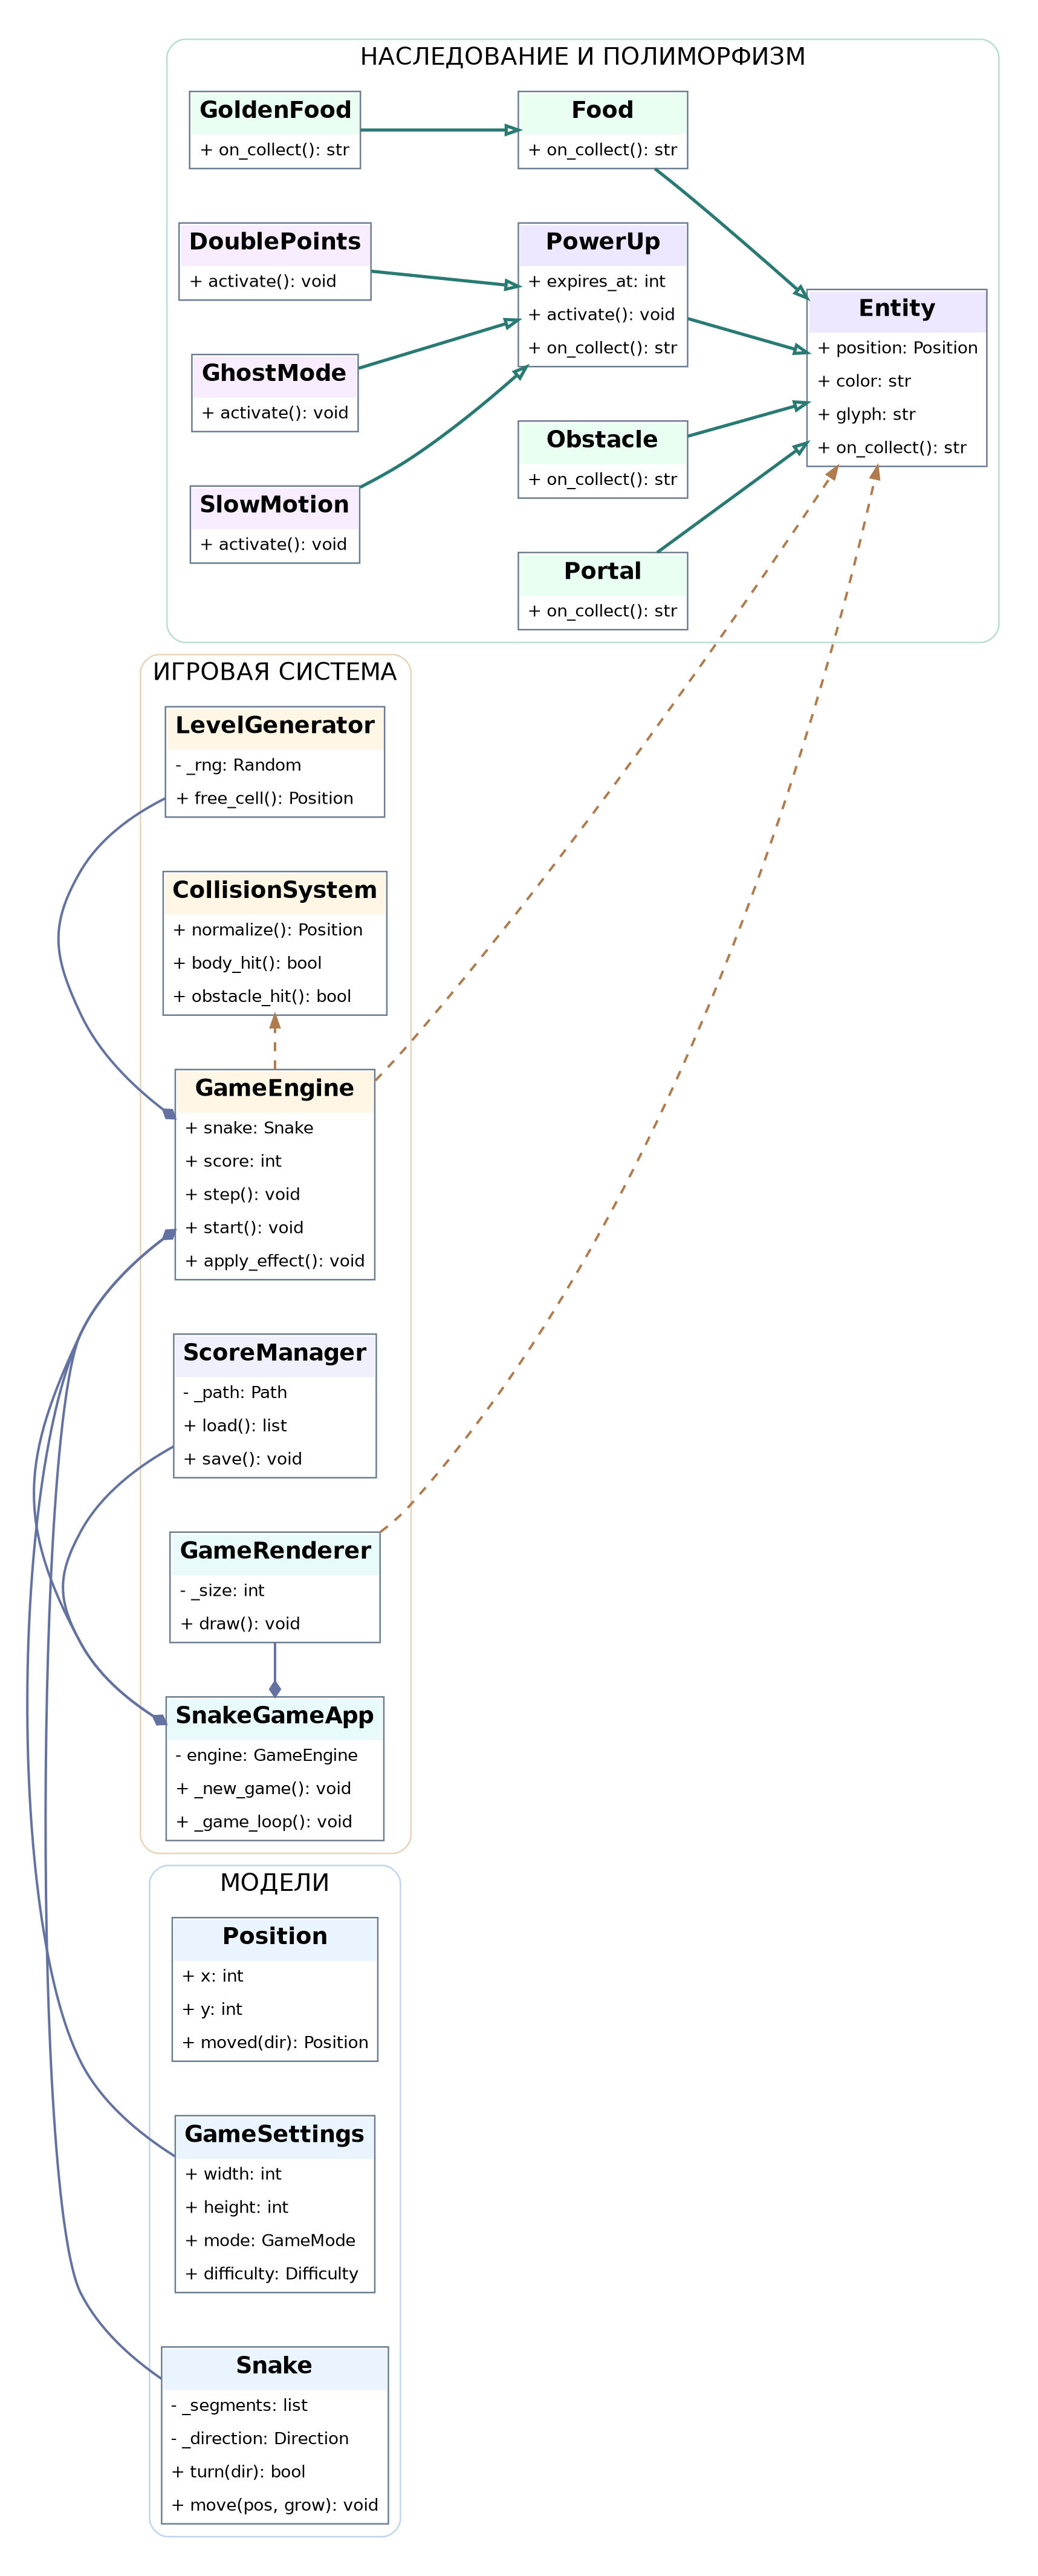 НАСЛЕДОВАНИЕ И ПОЛИМОРФИЗМ
GoldenFood
+ on_collect(): str
Food
+ on_collect(): str
DoublePoints
+ activate(): void
PowerUp
+ expires_at: int
+ activate(): void
+ on_collect(): str
Entity
+ position: Position
+ color: str
+ glyph: str
+ on_collect(): str
GhostMode
+ activate(): void
Obstacle
+ on_collect(): str
SlowMotion
+ activate(): void
Portal
+ on_collect(): str
ИГРОВАЯ СИСТЕМА
LevelGenerator
- _rng: Random
+ free_cell(): Position
CollisionSystem
+ normalize(): Position
+ body_hit(): bool
+ obstacle_hit(): bool
GameEngine
+ snake: Snake
+ score: int
+ step(): void
+ start(): void
+ apply_effect(): void
ScoreManager
- _path: Path
+ load(): list
+ save(): void
GameRenderer
- _size: int
+ draw(): void
SnakeGameApp
- engine: GameEngine
+ _new_game(): void
+ _game_loop(): void
МОДЕЛИ
Position
+ x: int
+ y: int
+ moved(dir): Position
GameSettings
+ width: int
+ height: int
+ mode: GameMode
+ difficulty: Difficulty
Snake
- _segments: list
- _direction: Direction
+ turn(dir): bool
+ move(pos, grow): void